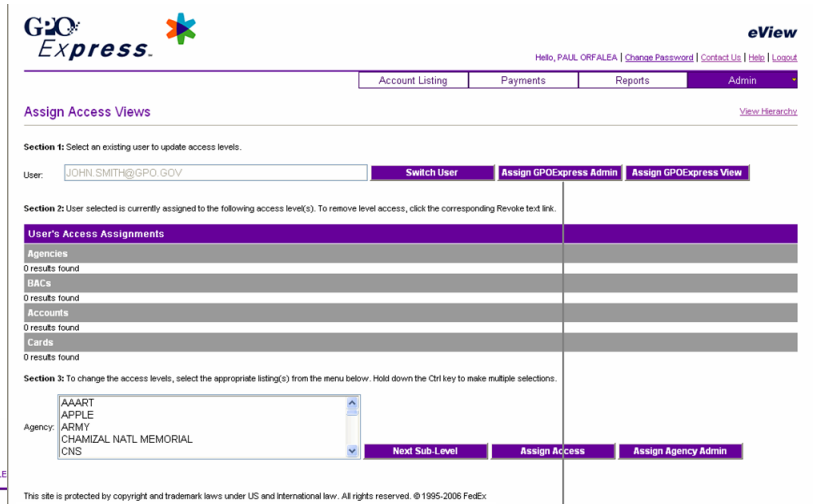 GPO
Express.
eView
Hello, PAUL ORFALEA | Change Password | Contact Us | Help | Logout
Account Listing Payments Reports Admin
Assign Access Views
View Hierarchy
Section 1: Select an existing user to update access levels.
User: JOHN.SMITH@GPO.GOV Switch User Assign GPOExpress Admin Assign GPOExpress View
Section 2: User selected is currently assigned to the following access level(s). To remove level access, click the corresponding Revoke text link.
User's Access Assignments
Agencies
0 results found
BACs
0 results found
Accounts
0 results found
Cards
0 results found
Section 3: To change the access levels, select the appropriate listing(s) from the menu below. Hold down the Ctrl key to make multiple selections.
AAART
APPLE
Agency: ARMY
CHAMIZAL NATL MEMORIAL
CNS
Next Sub-Level Assign Access Assign Agency Admin
LE
This site is protected by copyright and trademark laws under US and International law. All rights reserved. © 1995-2006 FedEx